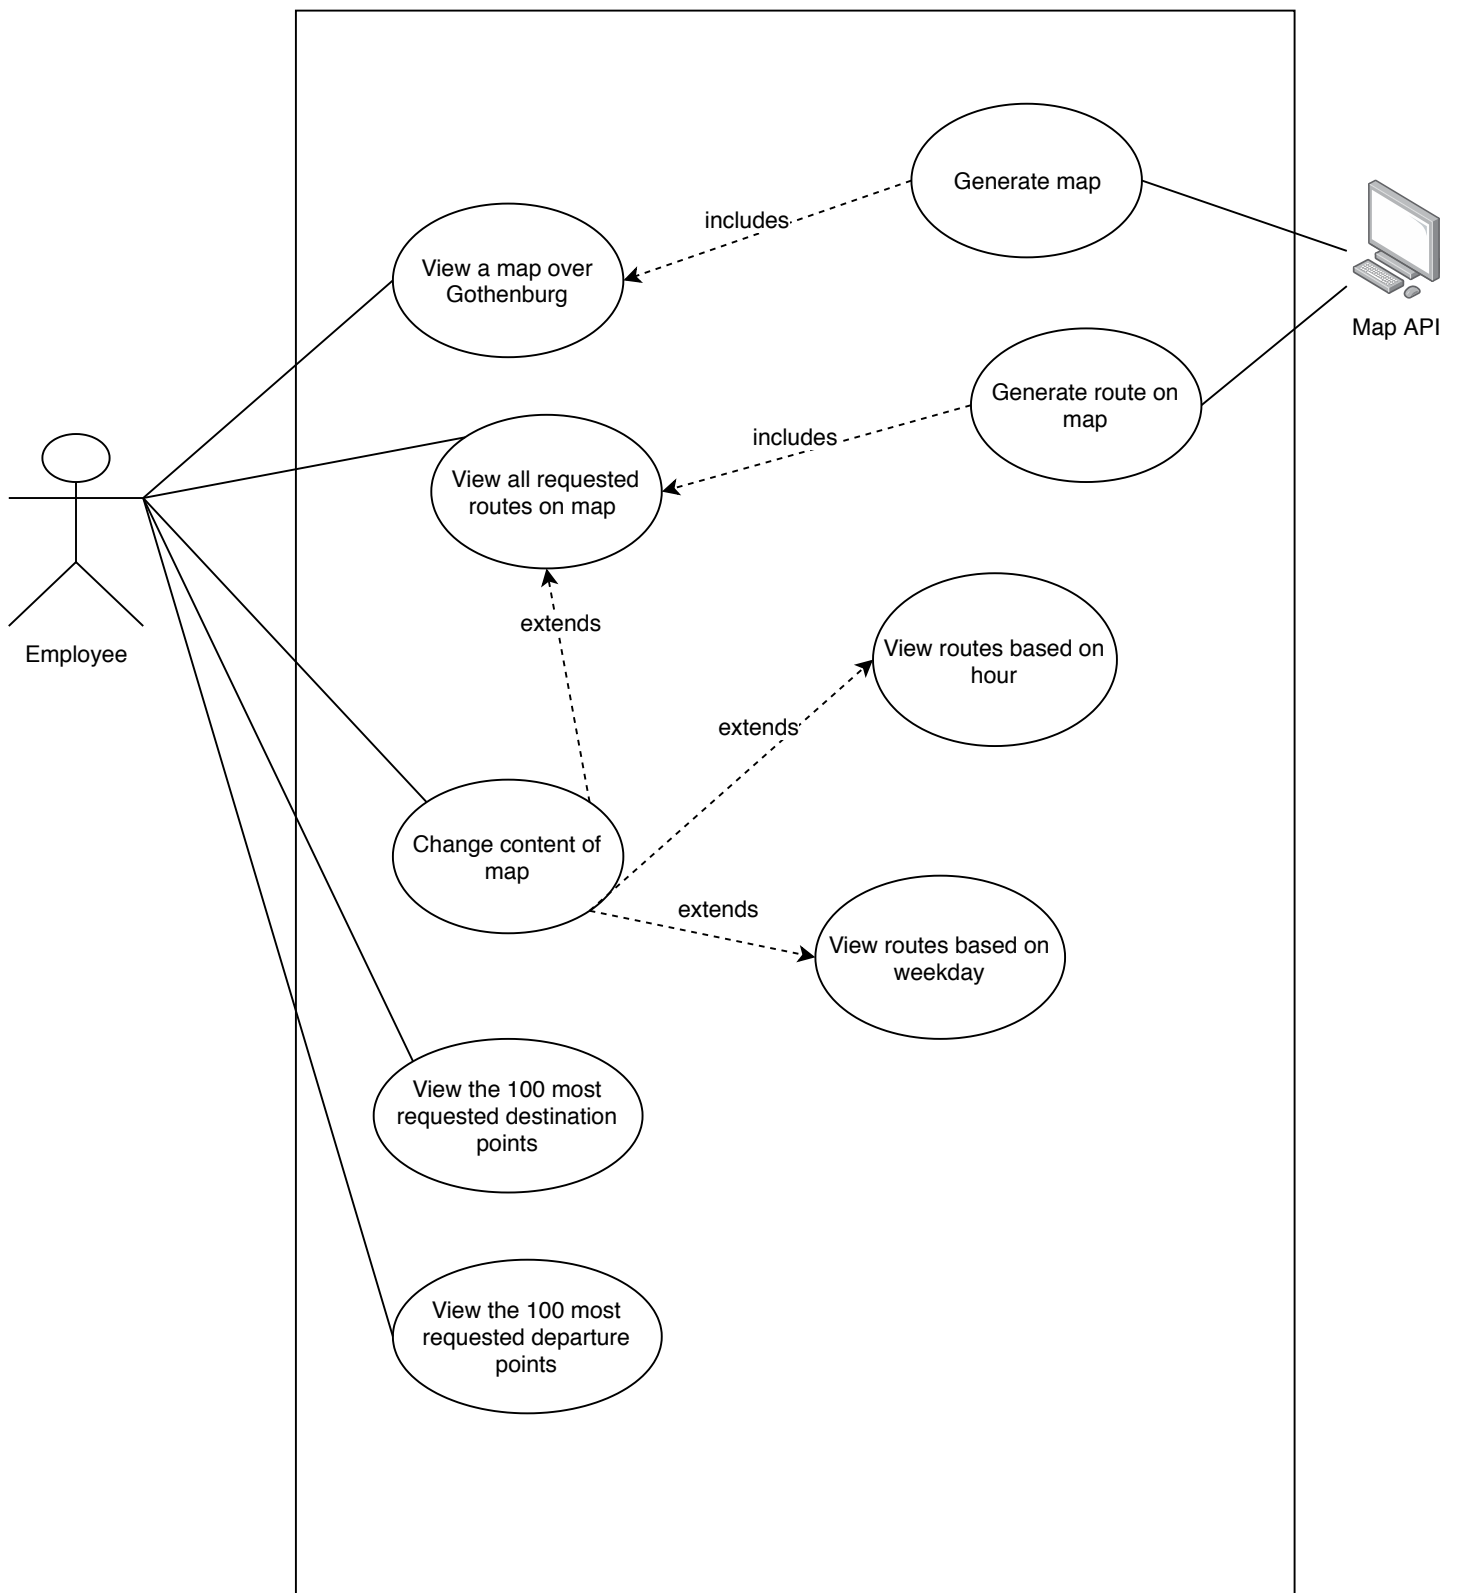 Generate map
includes
View a map over
Gothenburg
Map API
Generate route on
map
includes
View all requested
routes on map
extends
Employee
View routes based on
hour
extends
Change content of
map
extends
View routes based on
weekday
View the 100 most
requested destination
points
View the 100 most
requested departure
points